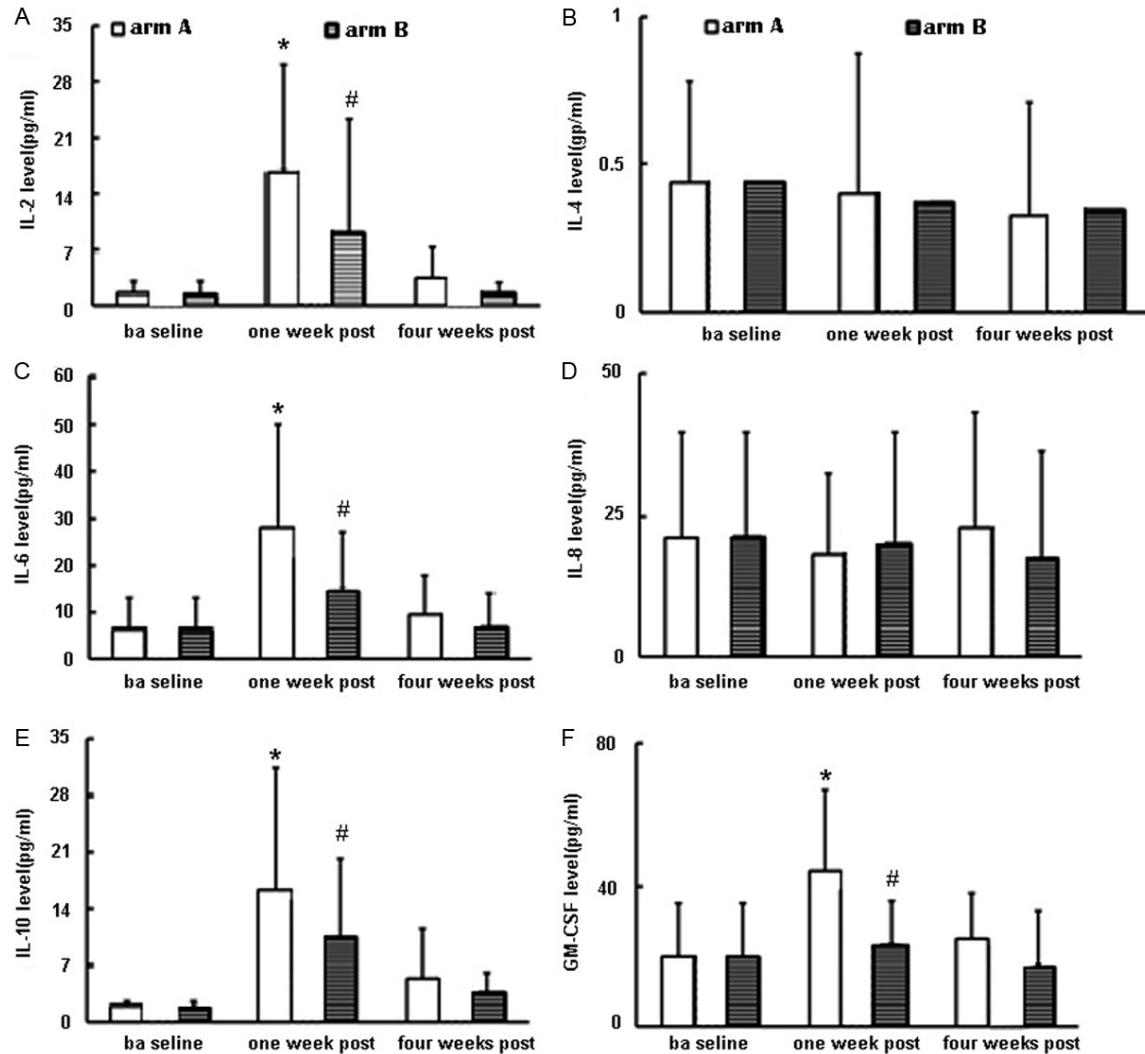 A
IL-2 level(pg/ml)
35
28
21
14
7
0
arm A
arm B
*
#
ba seline one week post four weeks post
B
IL-4 level(gp/ml)
1
0.5
0
arm A
arm B
ba seline one week post four weeks post
C
IL-6 level(pg/ml)
60
50
40
30
20
10
0
*
#
ba seline one week post four weeks post
D
IL-8 level(pg/ml)
50
25
0
ba seline one week post four weeks post
E
IL-10 level(pg/ml)
35
28
21
14
7
0
*
#
ba seline one week post four weeks post
F
GM-CSF level(pg/ml)
80
40
0
*
#
ba seline one week post four weeks post